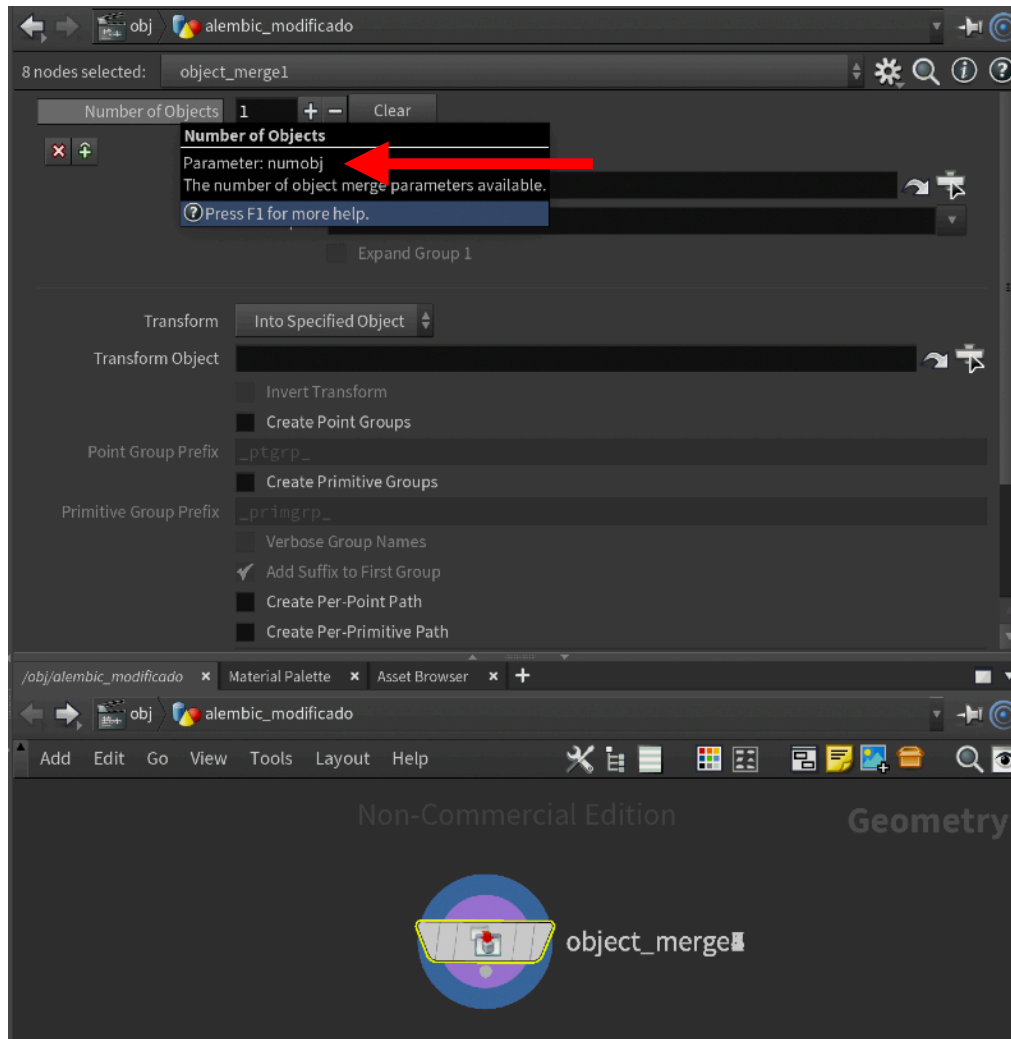 obj alembic_modificado
8 nodes selected: object_merge1
Number of Objects 1 Clear
Number of Objects
Parameter: numobj
The number of object merge parameters available.
Press F1 for more help.
Expand Group 1
Transform Into Specified Object
Transform Object
Invert Transform
Create Point Groups
Point Group Prefix _ptgrp_
Create Primitive Groups
Primitive Group Prefix _primgrp_
Verbose Group Names
Add Suffix to First Group
Create Per-Point Path
Create Per-Primitive Path
/obj/alembic_modificado Material Palette Asset Browser
obj alembic_modificado
Add Edit Go View Tools Layout Help
Non-Commercial Edition Geometry
object_merge